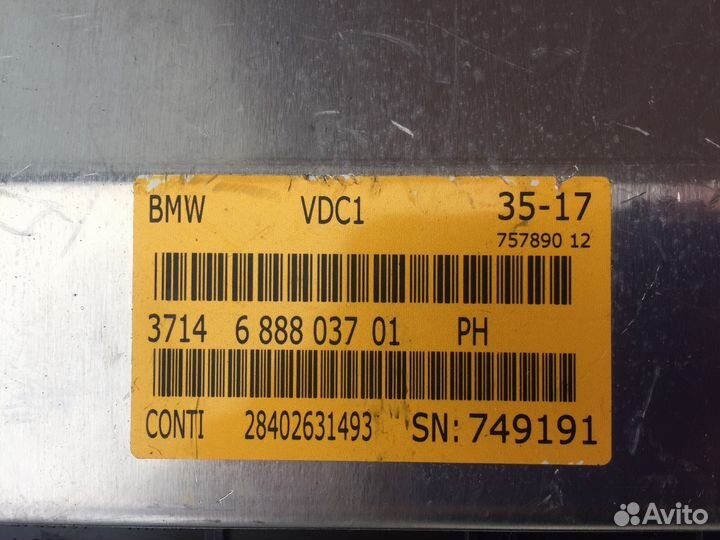 BMW VDC1 35-17
757890 12
3714 6 888 037 01 PH
CONTI 28402631493 SN: 749191
Avito